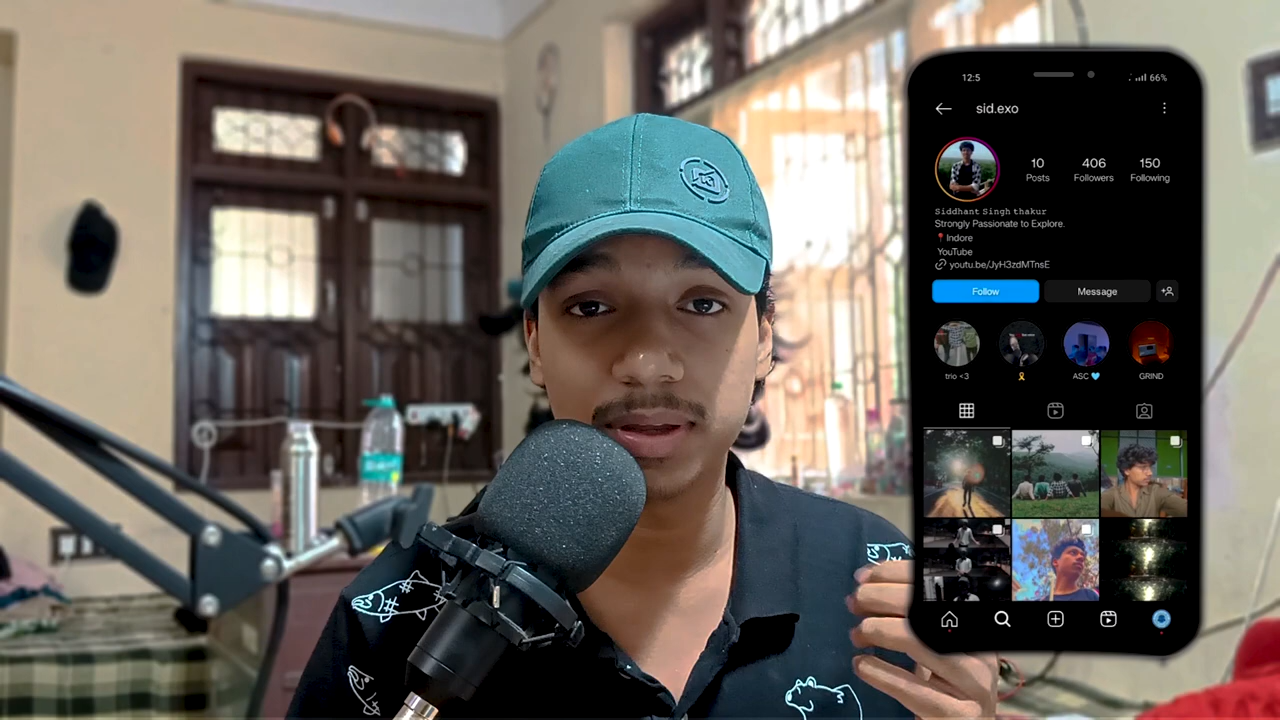 12:5
66%
sid.exo
10
406
150
Posts
Followers
Following
Siddhant Singh thakur
Strongly Passionate to Explore.
Indore
YouTube
youtu.be/JyH3zdMTnsE
Follow
Message
trio <3
ASC
GRIND